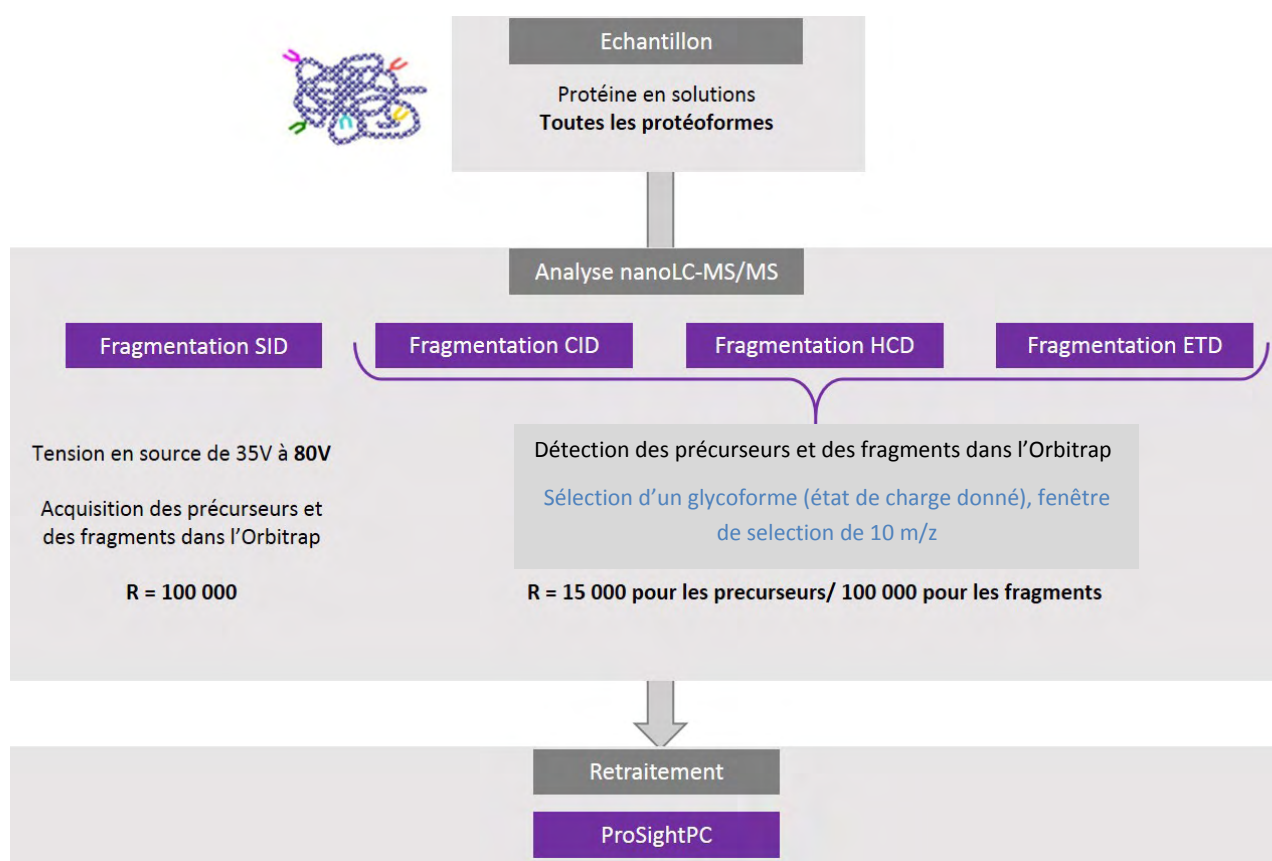 Echantillon
Protéine en solutions
Toutes les protéoformes
Analyse nanoLC-MS/MS
Fragmentation SID
Fragmentation CID
Fragmentation HCD
Fragmentation ETD
Tension en source de 35V à 80V
Acquisition des précurseurs et
des fragments dans l'Orbitrap
R = 100 000
Détection des précurseurs et des fragments dans l'Orbitrap
Sélection d'un glycoforme (état de charge donné), fenêtre
de selection de 10 m/z
R = 15 000 pour les precurseurs/ 100 000 pour les fragments
Retraitement
ProSightPC